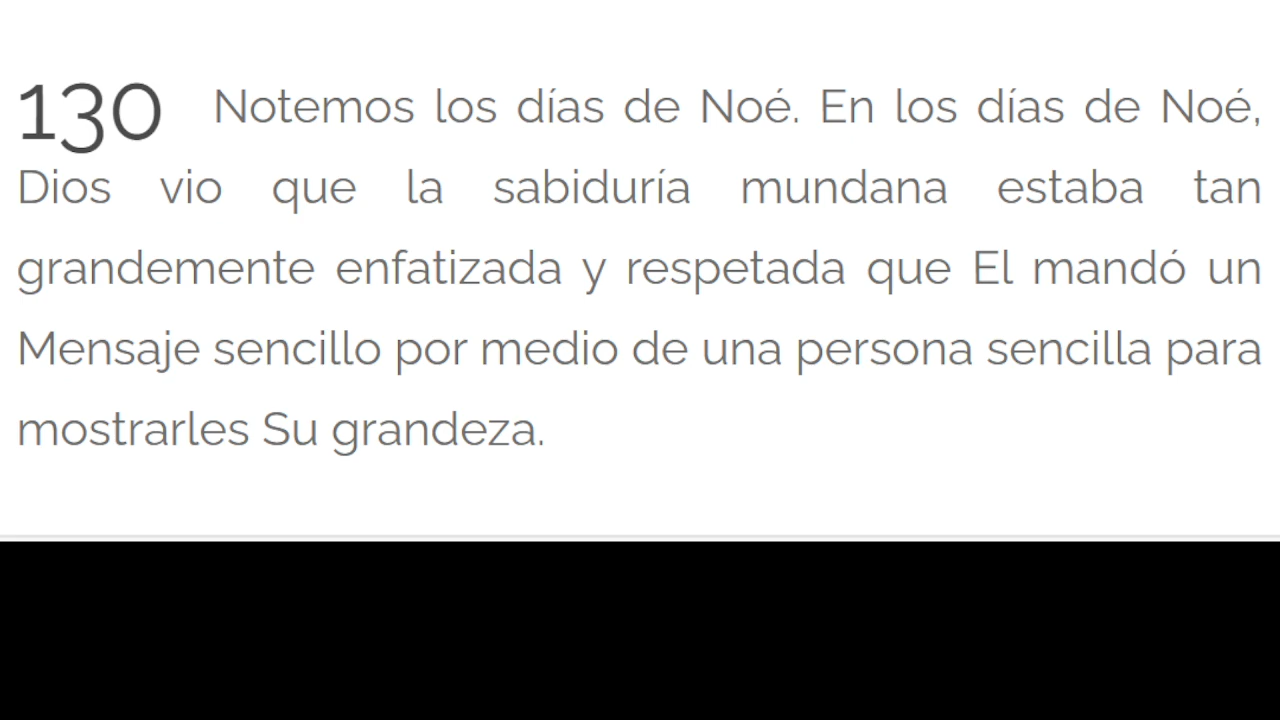 130 Notemos los días de Noé. En los días de Noé,
Dios vio que la sabiduría mundana estaba tan
grandemente enfatizada y respetada que El mandó un
Mensaje sencillo por medio de una persona sencilla para
mostrarles Su grandeza.